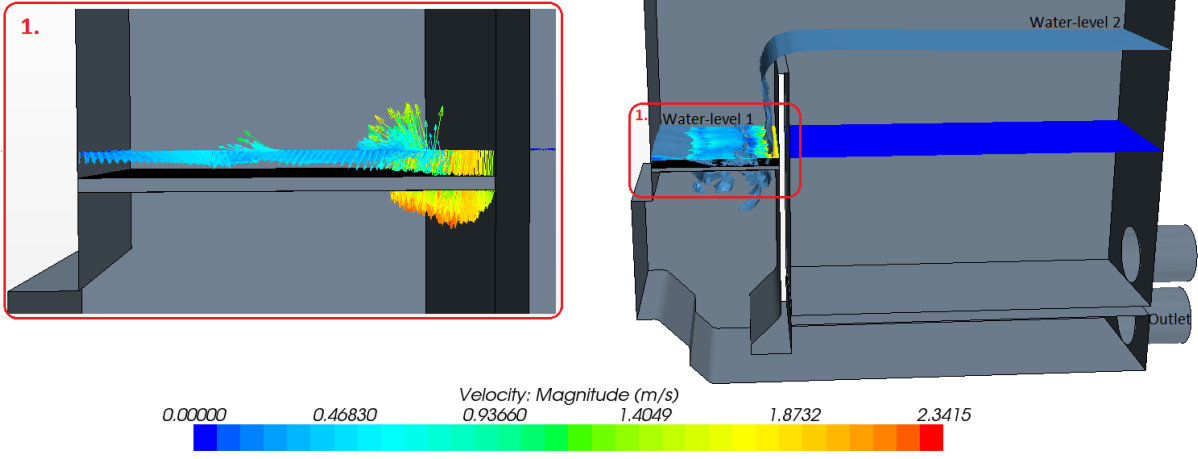 1.
Water-level 2
1.
Water-level 1
Outlet
Velocity: Magnitude (m/s)
0.00000 0.46830 0.93660 1.4049 1.8732 2.3415